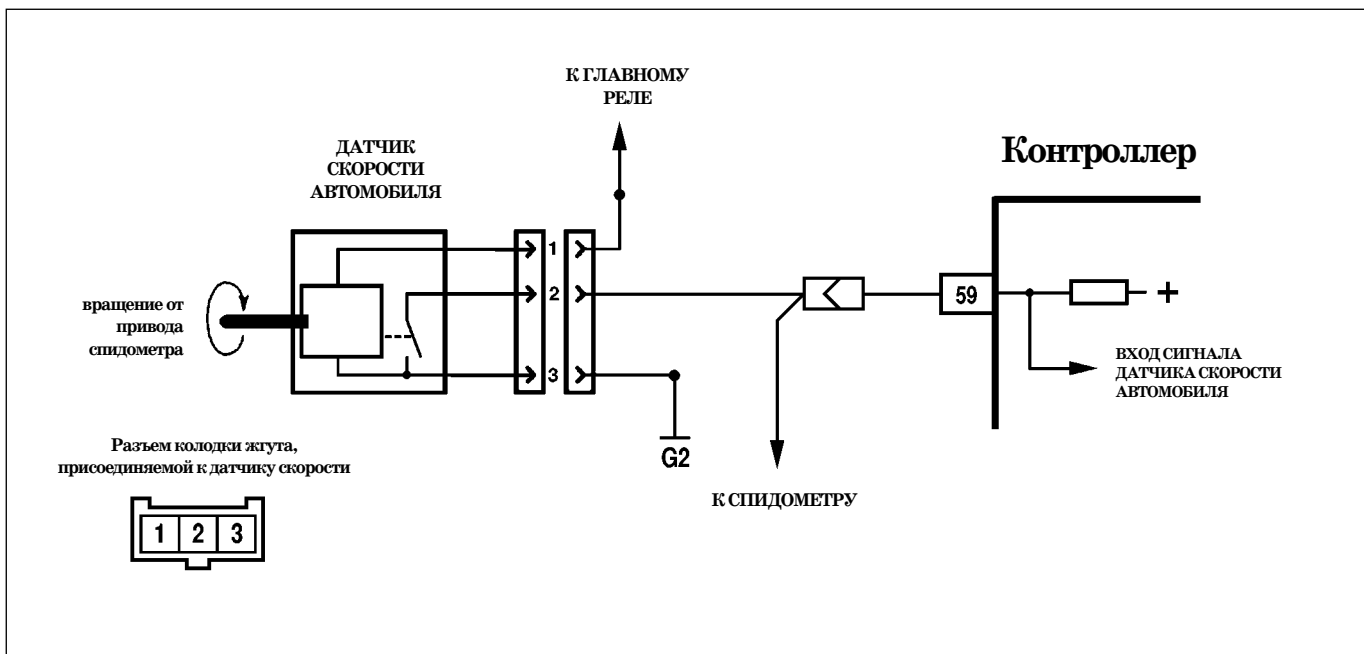 К ГЛАВНОМУ
РЕЛЕ
ДАТЧИК
СКОРОСТИ
АВТОМОБИЛЯ
Контроллер
1
2
3
59
+
вращение от
привода
спидометра
ВХОД СИГНАЛА
ДАТЧИКА СКОРОСТИ
АВТОМОБИЛЯ
G2
К СПИДОМЕТРУ
Разъем колодки жгута,
присоединяемой к датчику скорости
1 2 3